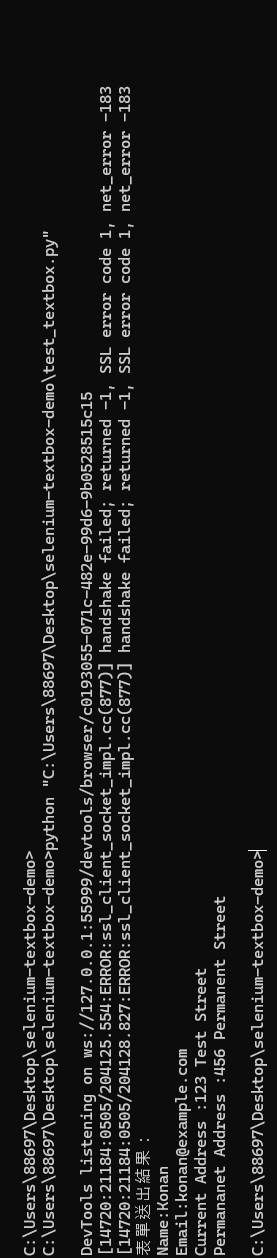 C:\Users\88697\Desktop\selenium-textbox-demo>
C:\Users\88697\Desktop\selenium-textbox-demo>python "C:\Users\88697\Desktop\selenium-textbox-demo\test_textbox.py"
DevTools listening on ws://127.0.0.1:55999/devtools/browser/c0193055-071c-482e-99d6-9b0528515c15
[14720:21184:0505/204125.554:ERROR:ssl_client_socket_impl.cc(877)] handshake failed; returned -1, SSL error code 1, net_error -183
[14720:21184:0505/204128.827:ERROR:ssl_client_socket_impl.cc(877)] handshake failed; returned -1, SSL error code 1, net_error -183
表單送出結果：
Name:Konan
Email:konan@example.com
Current Address :123 Test Street
Permananet Address :456 Permanent Street
C:\Users\88697\Desktop\selenium-textbox-demo>